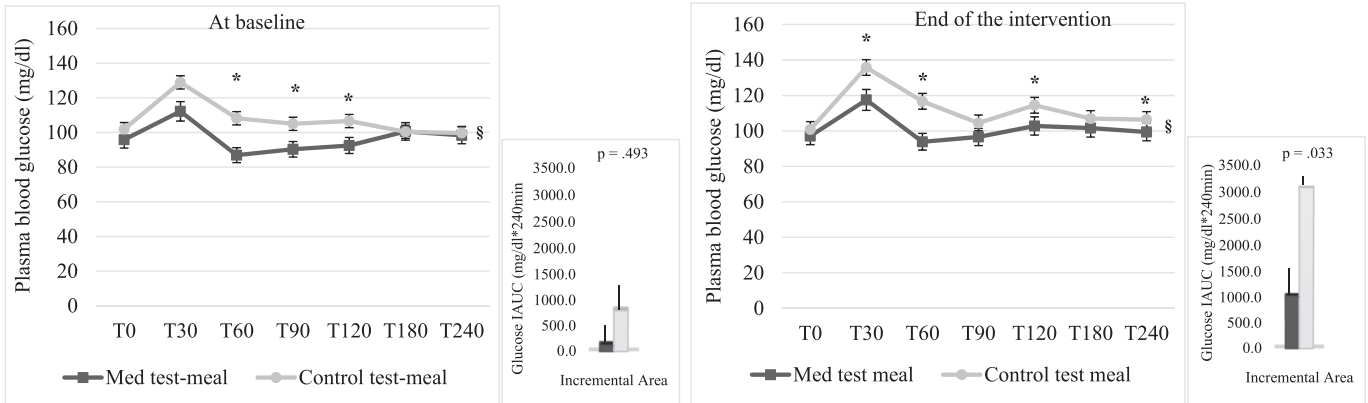 At baseline
Plasma blood glucose (mg/dl)
160
140
120
100
80
60
40
20
0
* * *
§
T0 T30 T60 T90 T120 T180 T240
Med test-meal Control test-meal
p = .493
Glucose IAUC (mg/dl*240min)
3500.0
3000.0
2500.0
2000.0
1500.0
1000.0
500.0
0.0
Incremental Area
End of the intervention
Plasma blood glucose (mg/dl)
160
140
120
100
80
60
40
20
0
* * * *
§
T0 T30 T60 T90 T120 T180 T240
Med test meal Control test meal
p = .033
Glucose IAUC (mg/dl*240min)
3500.0
3000.0
2500.0
2000.0
1500.0
1000.0
500.0
0.0
Incremental Area